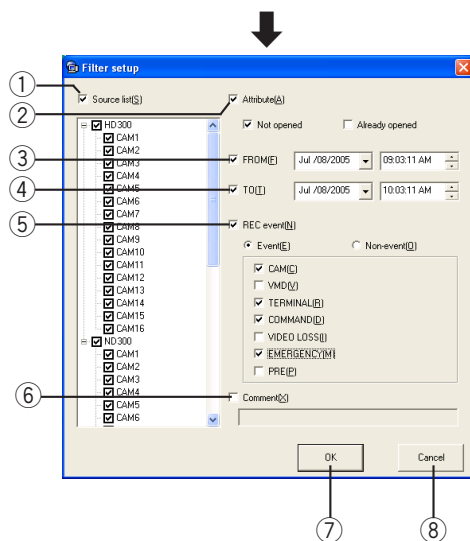 Filter setup
① Source list(S)
② Attribute(A)
Not opened Already opened
③ FROM(F) Jul /08/2005 09:03:11 AM
④ TO(T) Jul /08/2005 10:03:11 AM
⑤ REC event(N)
Event(E) Non-event(O)
CAM(C)
VMD(V)
TERMINAL(R)
COMMAND(D)
VIDEO LOSS(I)
EMERGENCY(M)
PRE(P)
⑥ Comment(X)
HD300
CAM1
CAM2
CAM3
CAM4
CAM5
CAM6
CAM7
CAM8
CAM9
CAM10
CAM11
CAM12
CAM13
CAM14
CAM15
CAM16
ND300
CAM1
CAM2
CAM3
CAM4
CAM5
CAM6
OK Cancel
⑦ ⑧